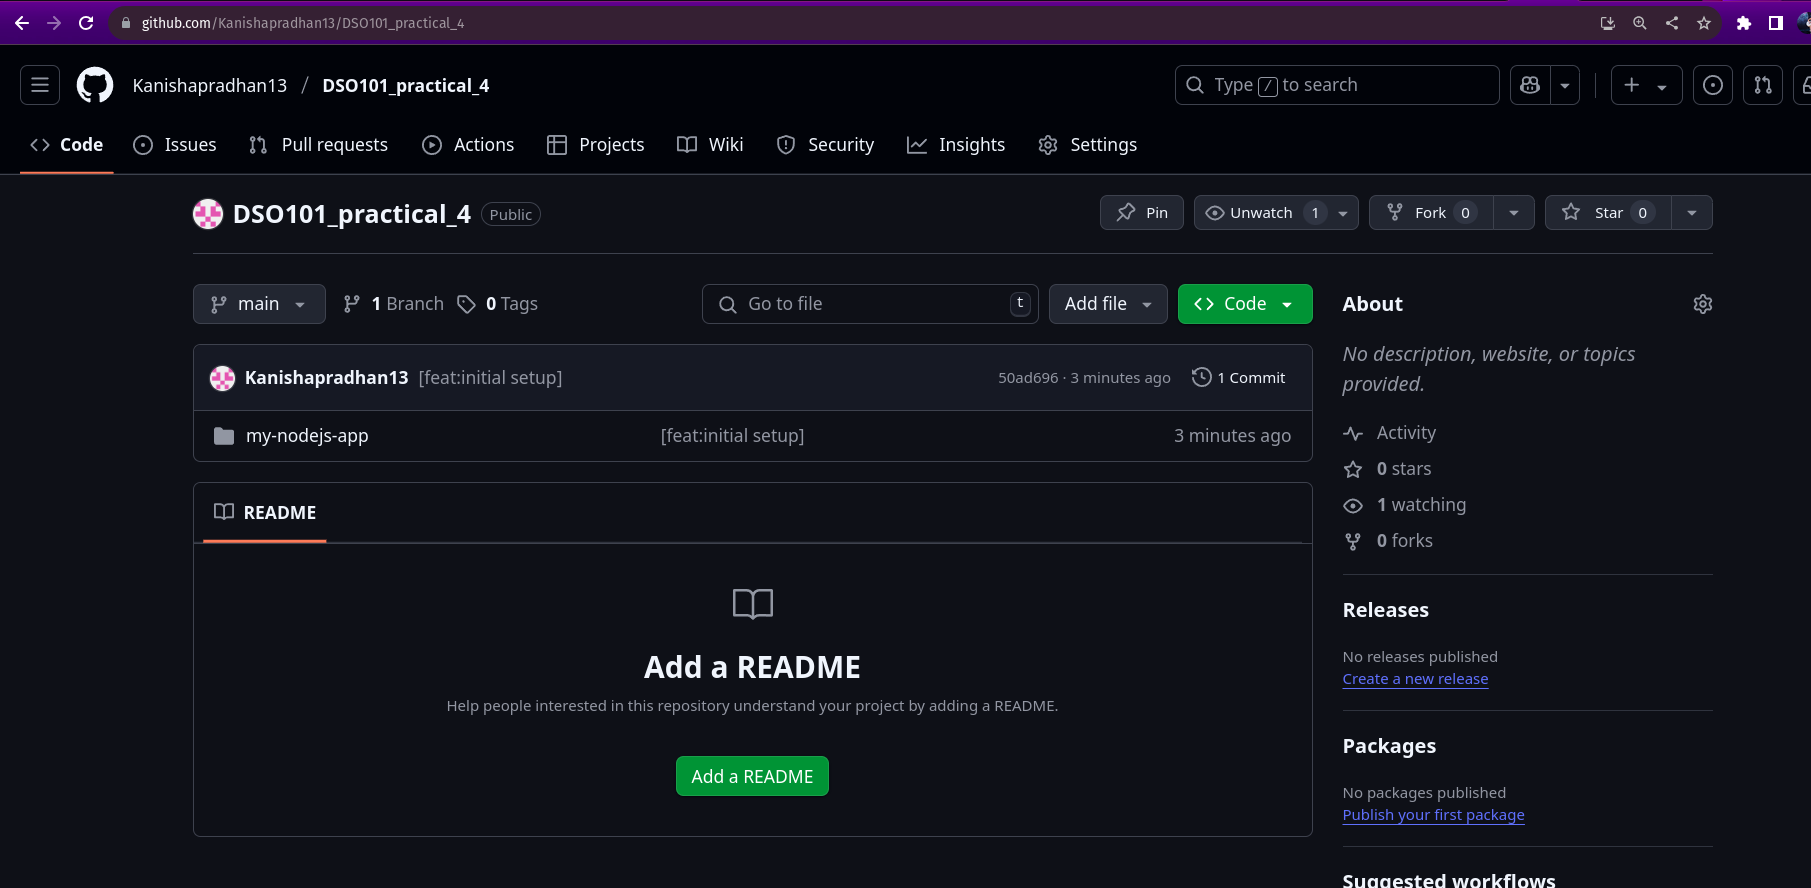 github.com/Kanishapradhan13/DSO101_practical_4
Kanishapradhan13 / DSO101_practical_4
Type / to search
Code Issues Pull requests Actions Projects Wiki Security Insights Settings
DSO101_practical_4 Public
Pin Unwatch 1 Fork 0 Star 0
main 1 Branch 0 Tags
Go to file t Add file Code
Kanishapradhan13 [feat:initial setup] 50ad696 · 3 minutes ago 1 Commit
my-nodejs-app [feat:initial setup] 3 minutes ago
README
Add a README
Help people interested in this repository understand your project by adding a README.
Add a README
About
No description, website, or topics
provided.
Activity
0 stars
1 watching
0 forks
Releases
No releases published
Create a new release
Packages
No packages published
Publish your first package
Suggested workflows